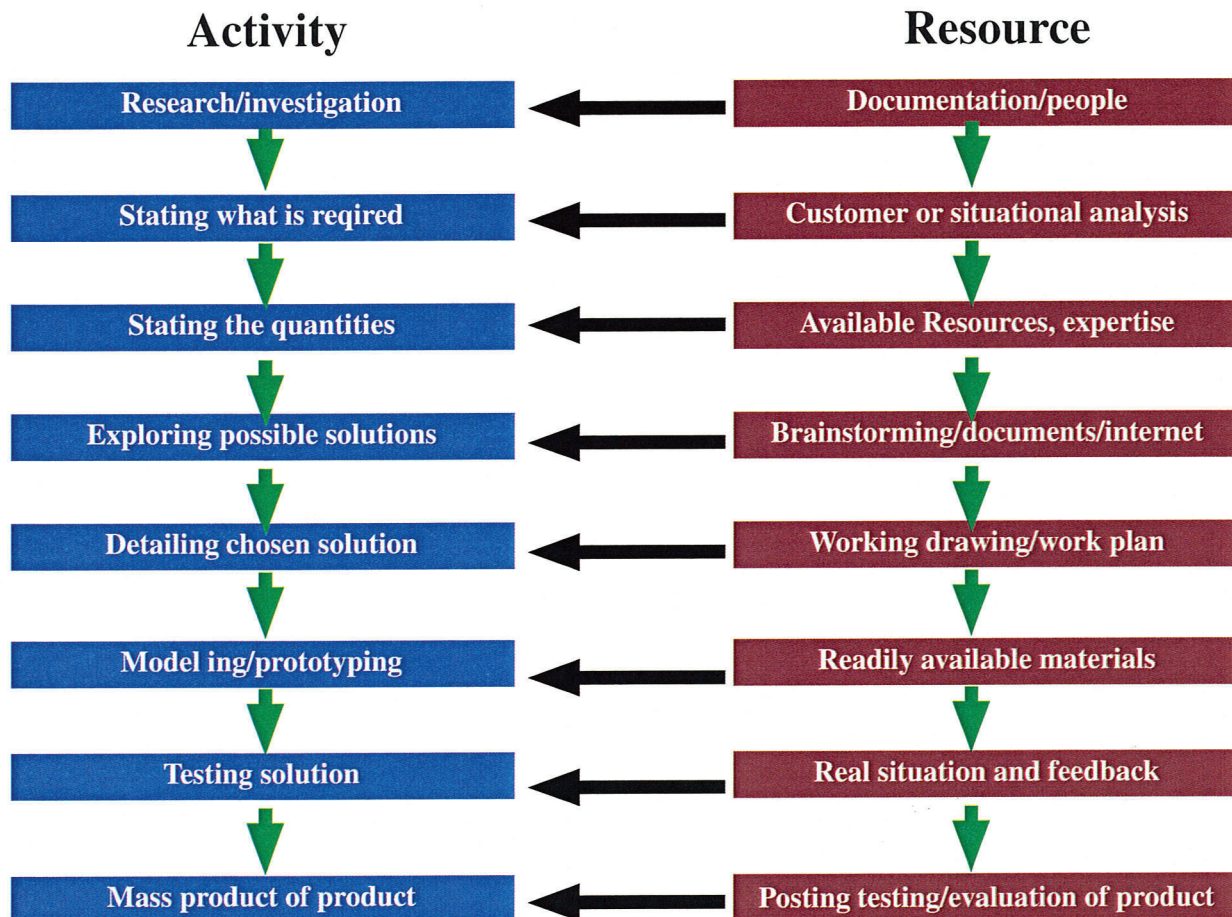 Activity
Resource
Research/investigation
Documentation/people
Stating what is reqired
Customer or situational analysis
Stating the quantities
Available Resources, expertise
Exploring possible solutions
Brainstorming/documents/internet
Detailing chosen solution
Working drawing/work plan
Model ing/prototyping
Readily available materials
Testing solution
Real situation and feedback
Mass product of product
Posting testing/evaluation of product